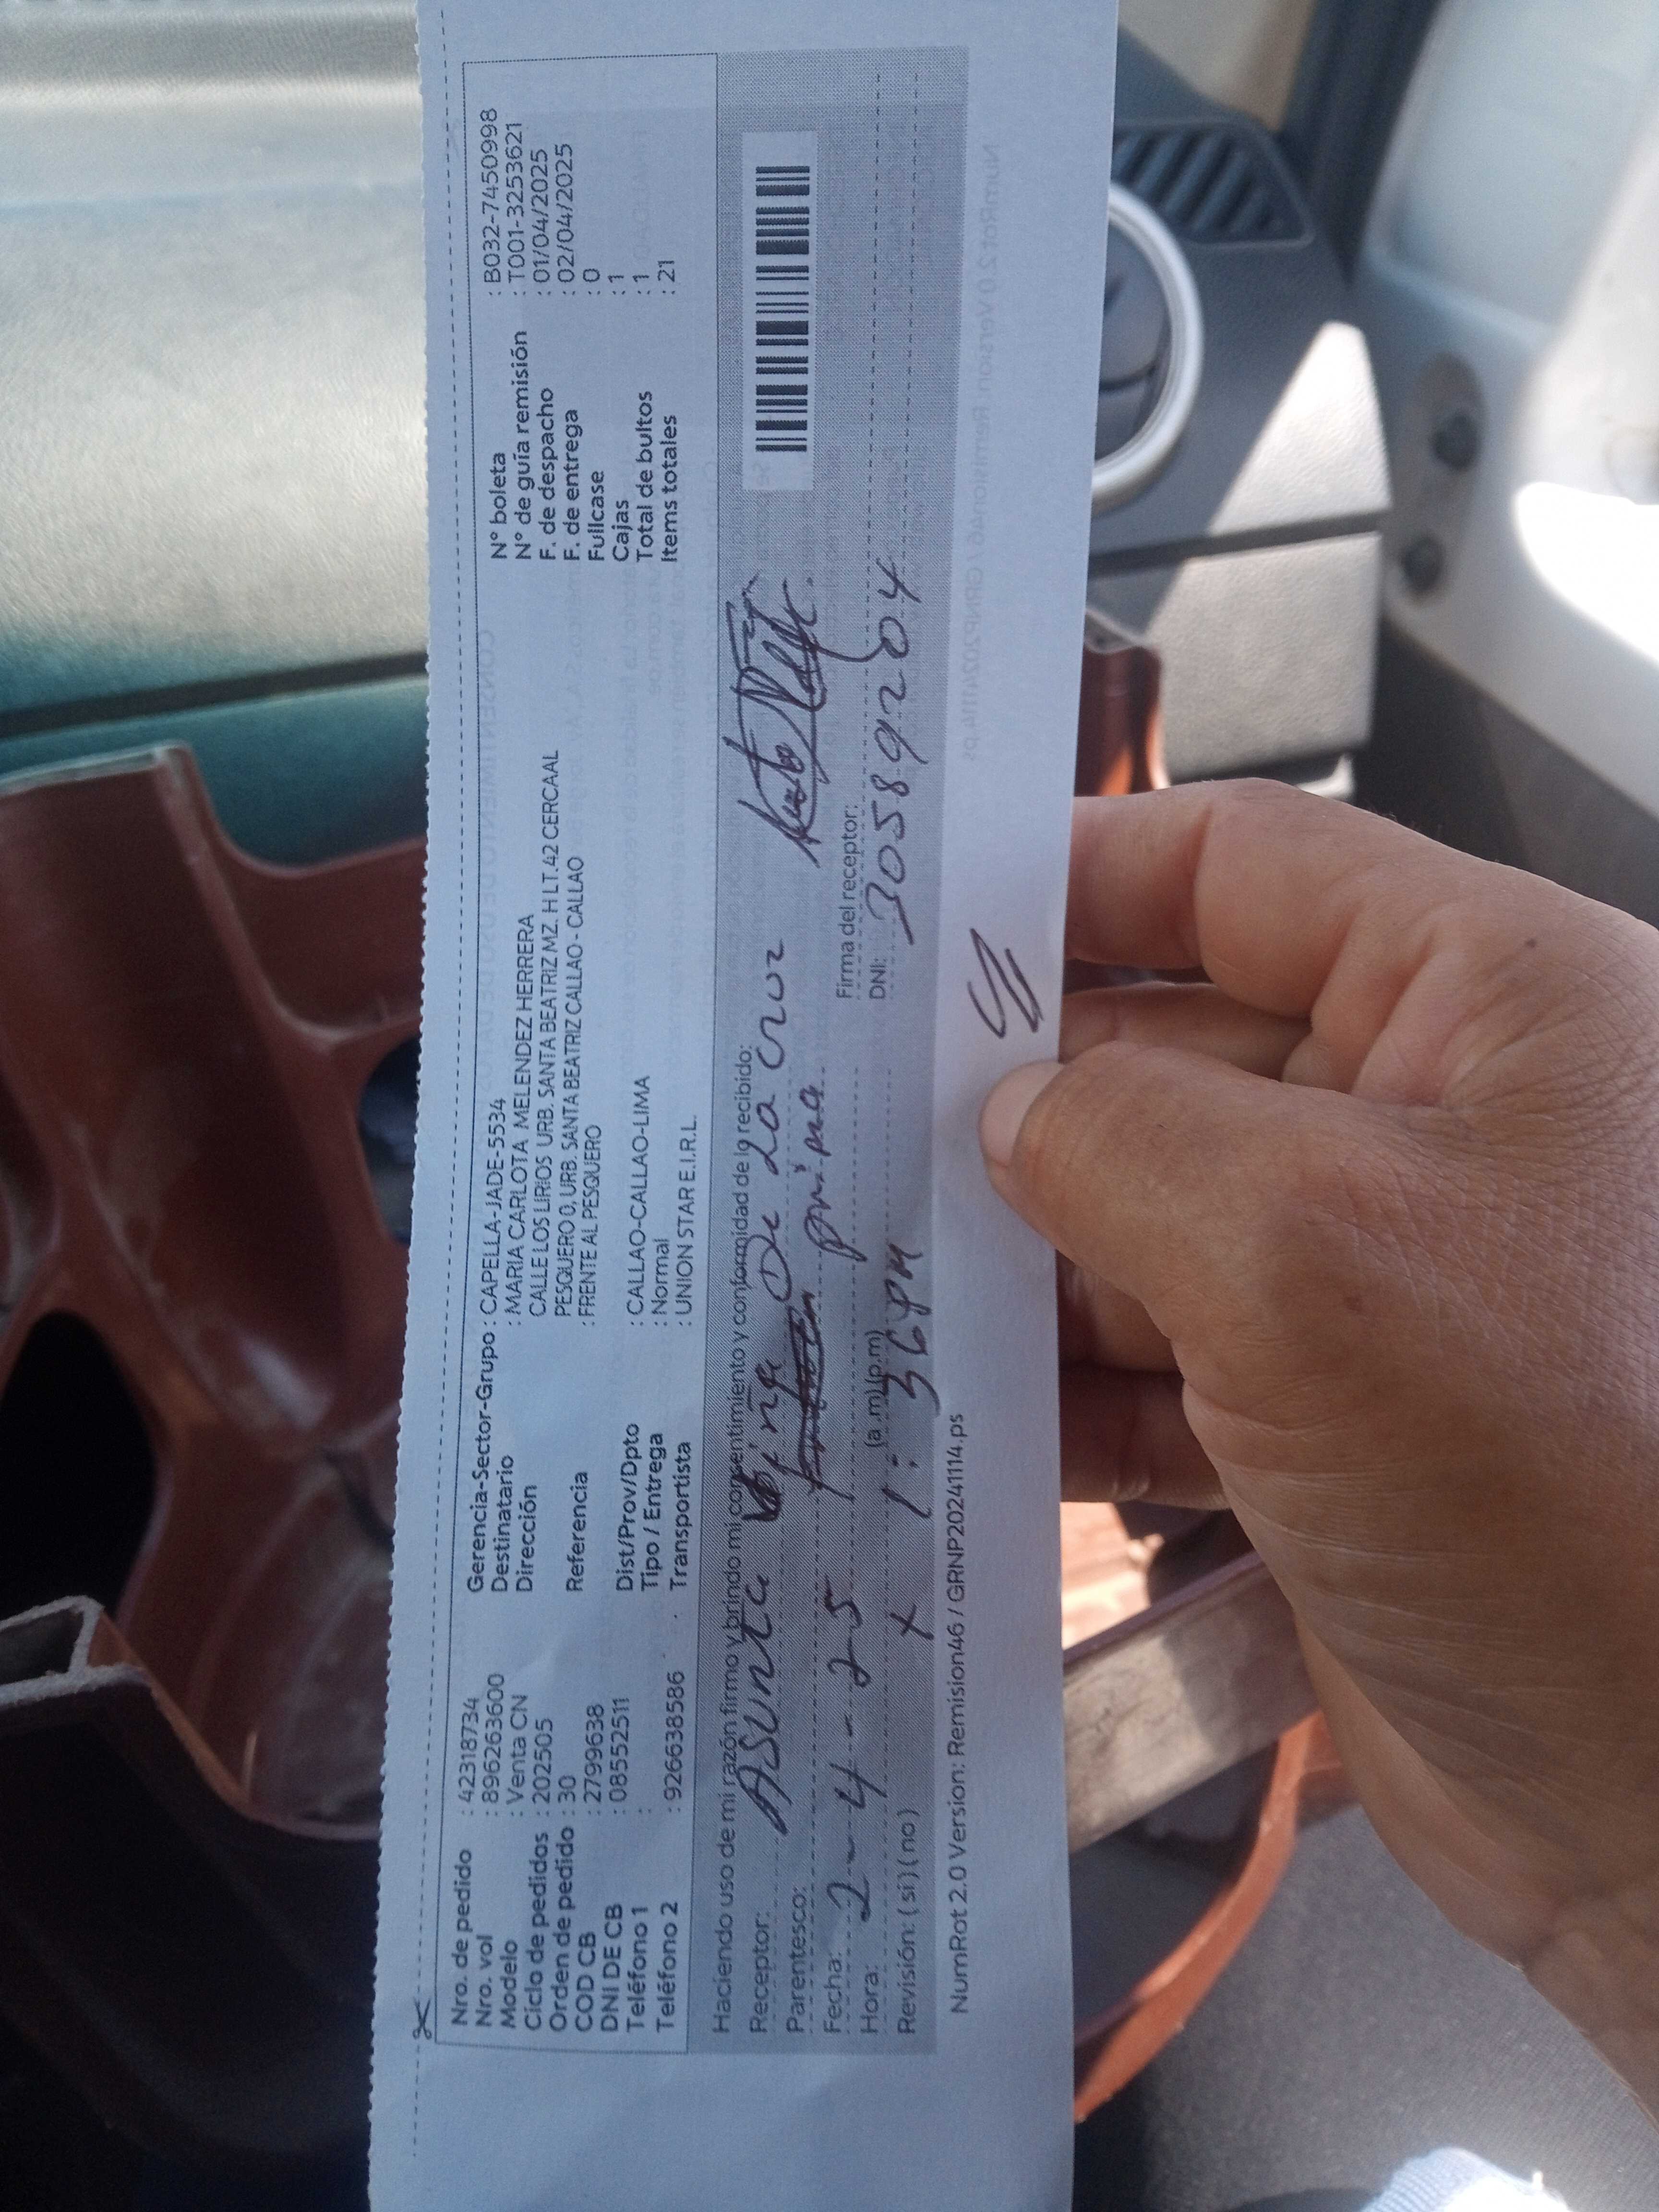 Nro. de pedido : 42318734
Nro. vol : 896263600
Modelo : Venta CN
Ciclo de pedidos : 202505
Orden de pedido : 30
COD CB : 2799638
DNI DE CB : 08552511
Teléfono 1 :
Teléfono 2 : 926638586
Gerencia-Sector-Grupo : CAPELLA-JADE-5534
Destinatario : MARIA CARLOTA MELENDEZ HERRERA
Dirección CALLE LOS LIRIOS URB. SANTA BEATRIZ MZ. H LT.42 CERCAAL
PESQUERO 0, URB. SANTA BEATRIZ CALLAO - CALLAO
Referencia : FRENTE AL PESQUERO
Dist/Prov/Dpto : CALLAO-CALLAO-LIMA
Tipo / Entrega : Normal
Transportista : UNION STAR E.I.R.L.
N° boleta : B032-7450998
N° de guía remisión : T001-3253621
F. de despacho : 01/04/2025
F. de entrega : 02/04/2025
Fullcase : 0
Cajas : 1
Total de bultos : 1
Items totales : 21
Haciendo uso de mi razón firmo y brindo mi consentimiento y conformidad de lo recibido:
Receptor: Asunta De La Cruz
Parentesco: prima
Fecha: 2-4-25
Firma del receptor:
Hora: (a.m)(p.m) 1:36pm
DNI: 30589204
Revisión: (si)(no) x
NumRot 2.0 Version: Remision46 / GRNP20241114.ps